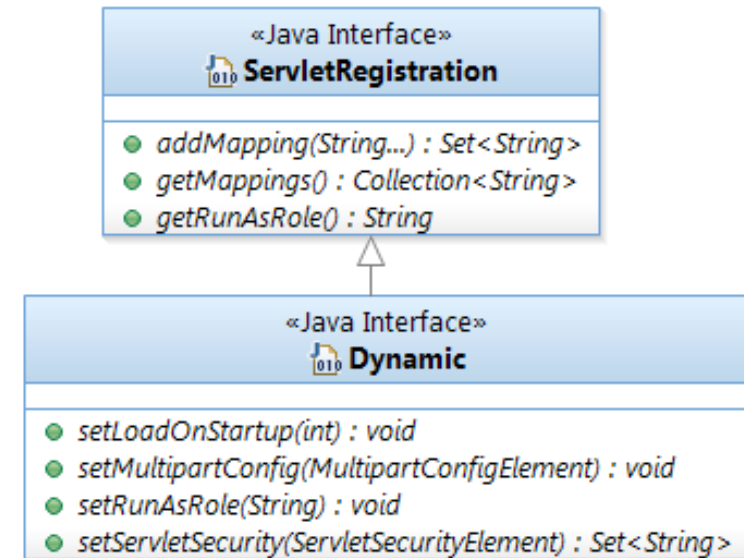 «Java Interface»
ServletRegistration
addMapping(String...) : Set<String>
getMappings() : Collection<String>
getRunAsRole() : String
«Java Interface»
Dynamic
setLoadOnStartup(int) : void
setMultipartConfig(MultipartConfigElement) : void
setRunAsRole(String) : void
setServletSecurity(ServletSecurityElement) : Set<String>